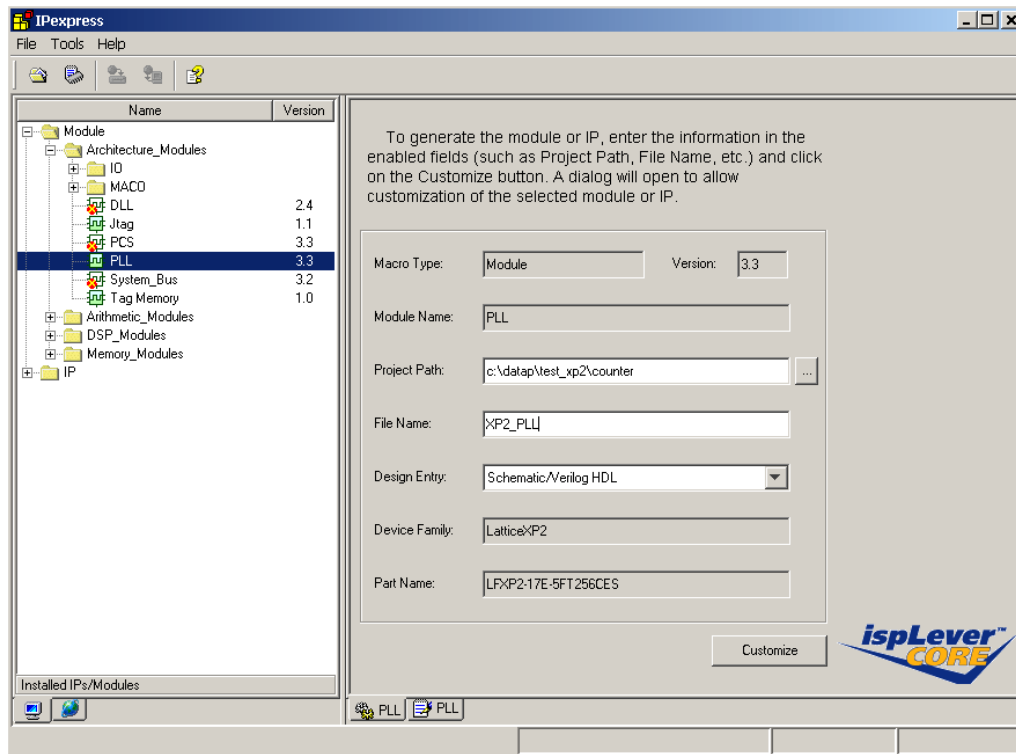 IPexpress
File Tools Help
Name Version
Module
Architecture_Modules
IO
MACO
DLL 2.4
Jtag 1.1
PCS 3.3
PLL 3.3
System_Bus 3.2
Tag Memory 1.0
Arithmetic_Modules
DSP_Modules
Memory_Modules
IP
Installed IPs/Modules
To generate the module or IP, enter the information in the
enabled fields (such as Project Path, File Name, etc.) and click
on the Customize button. A dialog will open to allow
customization of the selected module or IP.
Macro Type: Module Version: 3.3
Module Name: PLL
Project Path: c:\datap\test_xp2\counter ...
File Name: XP2_PLL
Design Entry: Schematic/Verilog HDL
Device Family: LatticeXP2
Part Name: LFXP2-17E-5FT256CES
Customize
ispLever™
CORE
PLL PLL